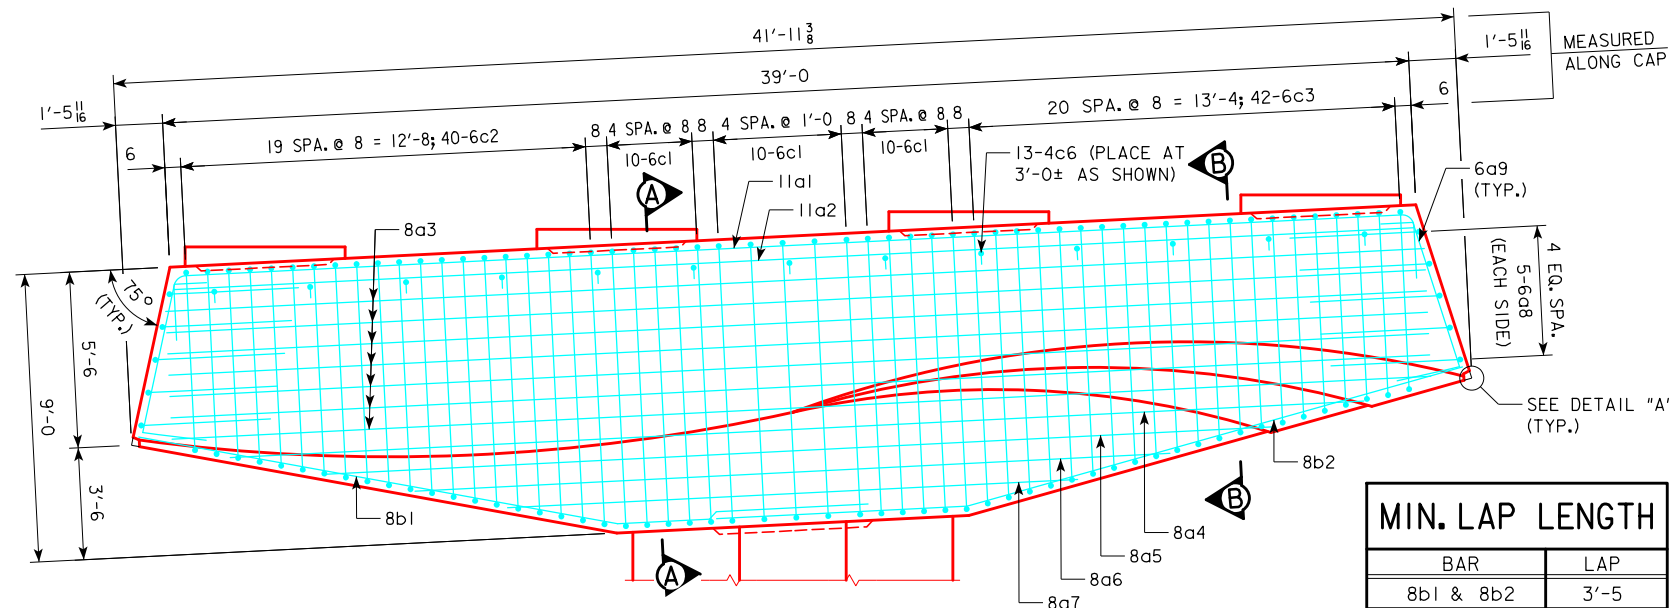 41'-11 3/8
1'-5 11/16
MEASURED
ALONG CAP
39'-0
1'-5 11/16
6
20 SPA. @ 8 = 13'-4; 42-6c3
8 4 SPA. @ 8 8 4 SPA. @ 1'-0 8 4 SPA. @ 8 8
19 SPA. @ 8 = 12'-8; 40-6c2
6
10-6c1
10-6c1
10-6c1
13-4c6 (PLACE AT
3'-0± AS SHOWN)
B
6a9
(TYP.)
A
11a1
11a2
8a3
75°
(TYP.)
5'-6
9'-0
3'-6
4 EQ. SPA.
5-6a8
(EACH SIDE)
SEE DETAIL "A"
(TYP.)
8b2
8b1
B
8a4
8a5
8a6
8a7
A
MIN. LAP LENGTH
BAR LAP
8b1 & 8b2 3'-5